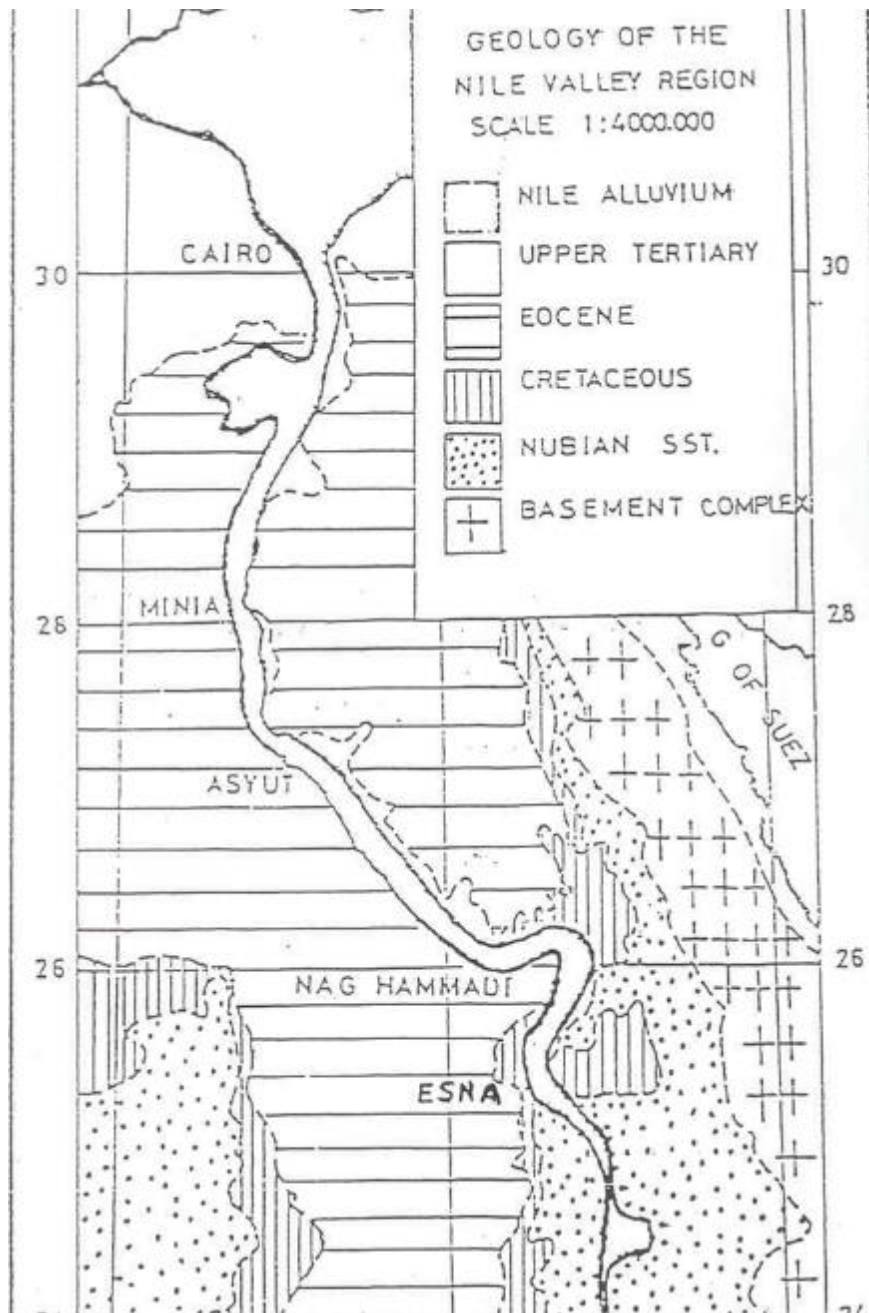 GEOLOGY OF THE
NILE VALLEY REGION
SCALE 1:4000.000
NILE ALLUVIUM
UPPER TERTIARY
EOCENE
CRETACEOUS
NUBIAN SST.
BASEMENT COMPLEX
CAIRO
30
30
MINIA
28
28
G OF SUEZ
ASYUT
26
26
NAG HAMMADI
ESNA